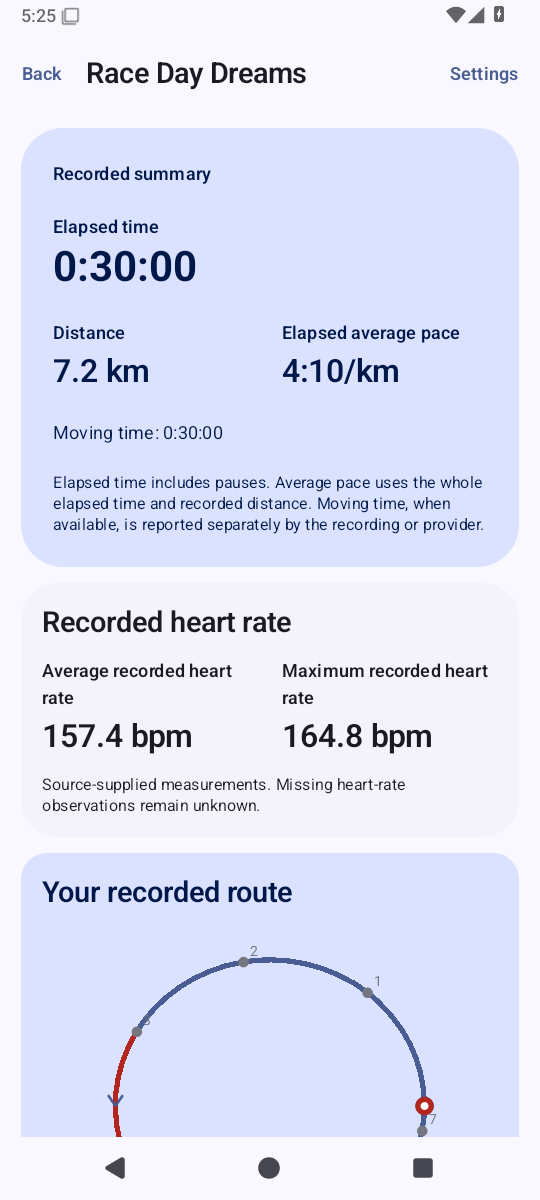 5:25
Back Race Day Dreams Settings
Recorded summary
Elapsed time
0:30:00
Distance Elapsed average pace
7.2 km 4:10/km
Moving time: 0:30:00
Elapsed time includes pauses. Average pace uses the whole
elapsed time and recorded distance. Moving time, when
available, is reported separately by the recording or provider.
Recorded heart rate
Average recorded heart
rate
Maximum recorded heart
rate
157.4 bpm 164.8 bpm
Source-supplied measurements. Missing heart-rate
observations remain unknown.
Your recorded route
2
1
7